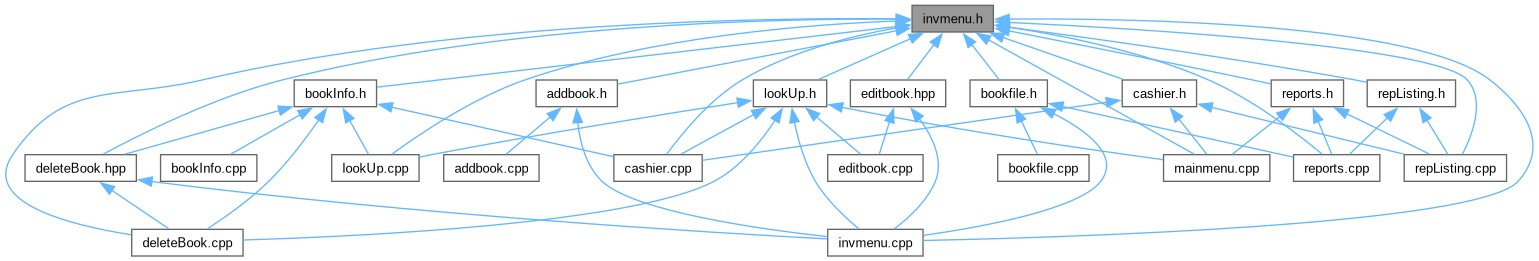 invmenu.h
bookInfo.h
addbook.h
lookUp.h
editbook.hpp
bookfile.h
cashier.h
reports.h
repListing.h
deleteBook.hpp
bookInfo.cpp
lookUp.cpp
addbook.cpp
cashier.cpp
editbook.cpp
bookfile.cpp
mainmenu.cpp
reports.cpp
repListing.cpp
deleteBook.cpp
invmenu.cpp